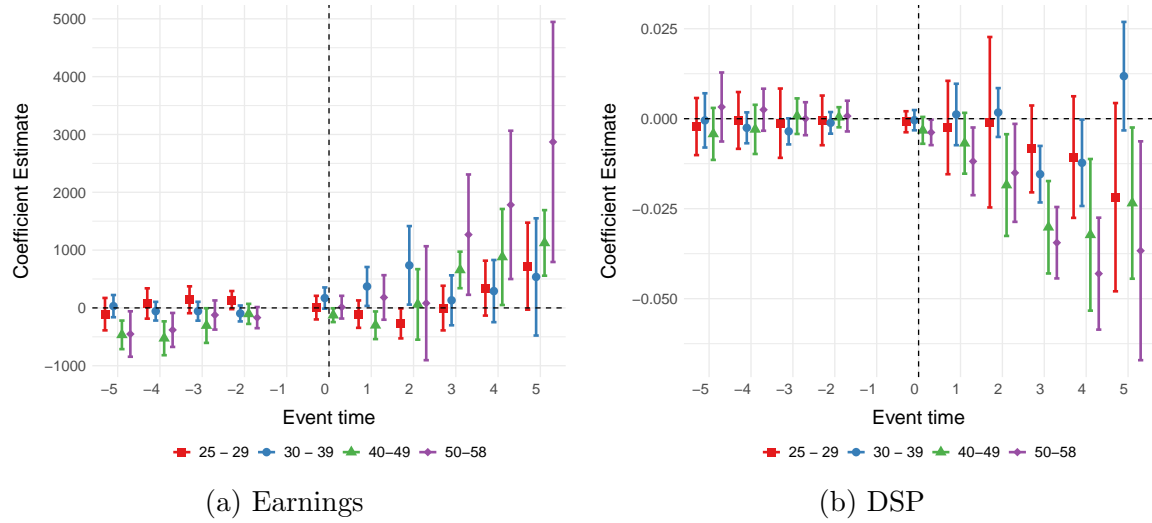 Coefficient Estimate
5000
4000
3000
2000
1000
0
−1000
−5 −4 −3 −2 0 1 2 3 4 5
Event time
25 − 29 30 − 39 40−49 50−58
(a) Earnings
Coefficient Estimate
0.025
0.000
−0.025
−0.050
−5 −4 −3 −2 0 1 2 3 4 5
Event time
25 − 29 30 − 39 40−49 50−58
(b) DSP